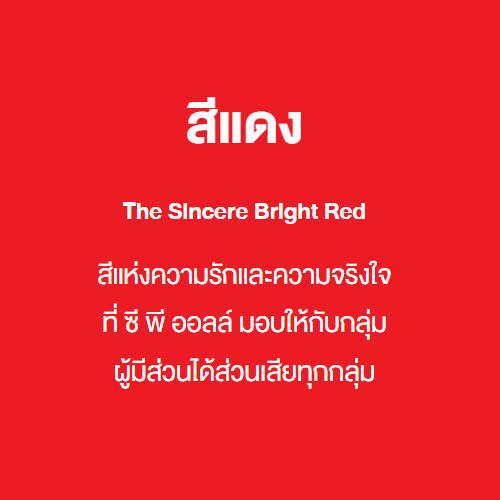 สีแดง
The Sincere Bright Red
สีแห่งความรักและความจริงใจ
ที่ ซี พี ออลล์ มอบให้กับกลุ่ม
ผู้มีส่วนได้ส่วนเสียทุกกลุ่ม